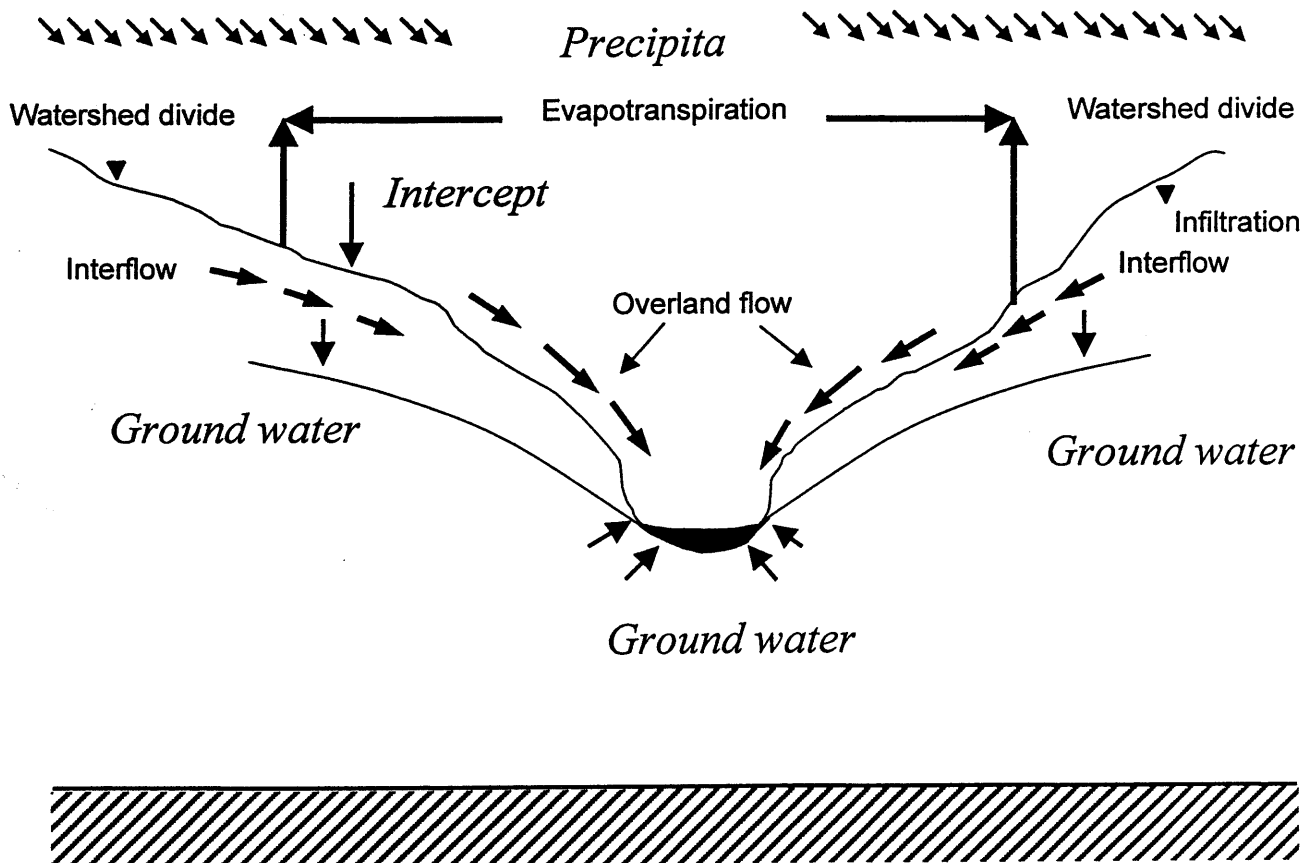 Precipita
Watershed divide
Evapotranspiration
Watershed divide
Intercept
Infiltration
Interflow
Interflow
Overland flow
Ground water
Ground water
Ground water